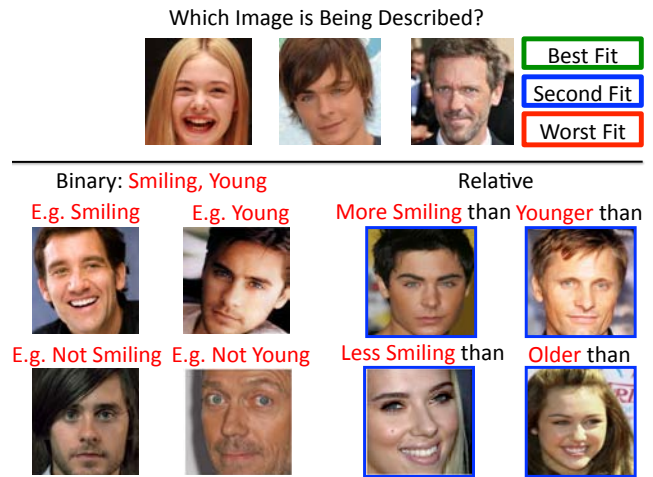 Which Image is Being Described?
Best Fit
Second Fit
Worst Fit
Binary: Smiling, Young
Relative
E.g. Smiling
E.g. Young
More Smiling than
Younger than
E.g. Not Smiling
E.g. Not Young
Less Smiling than
Older than